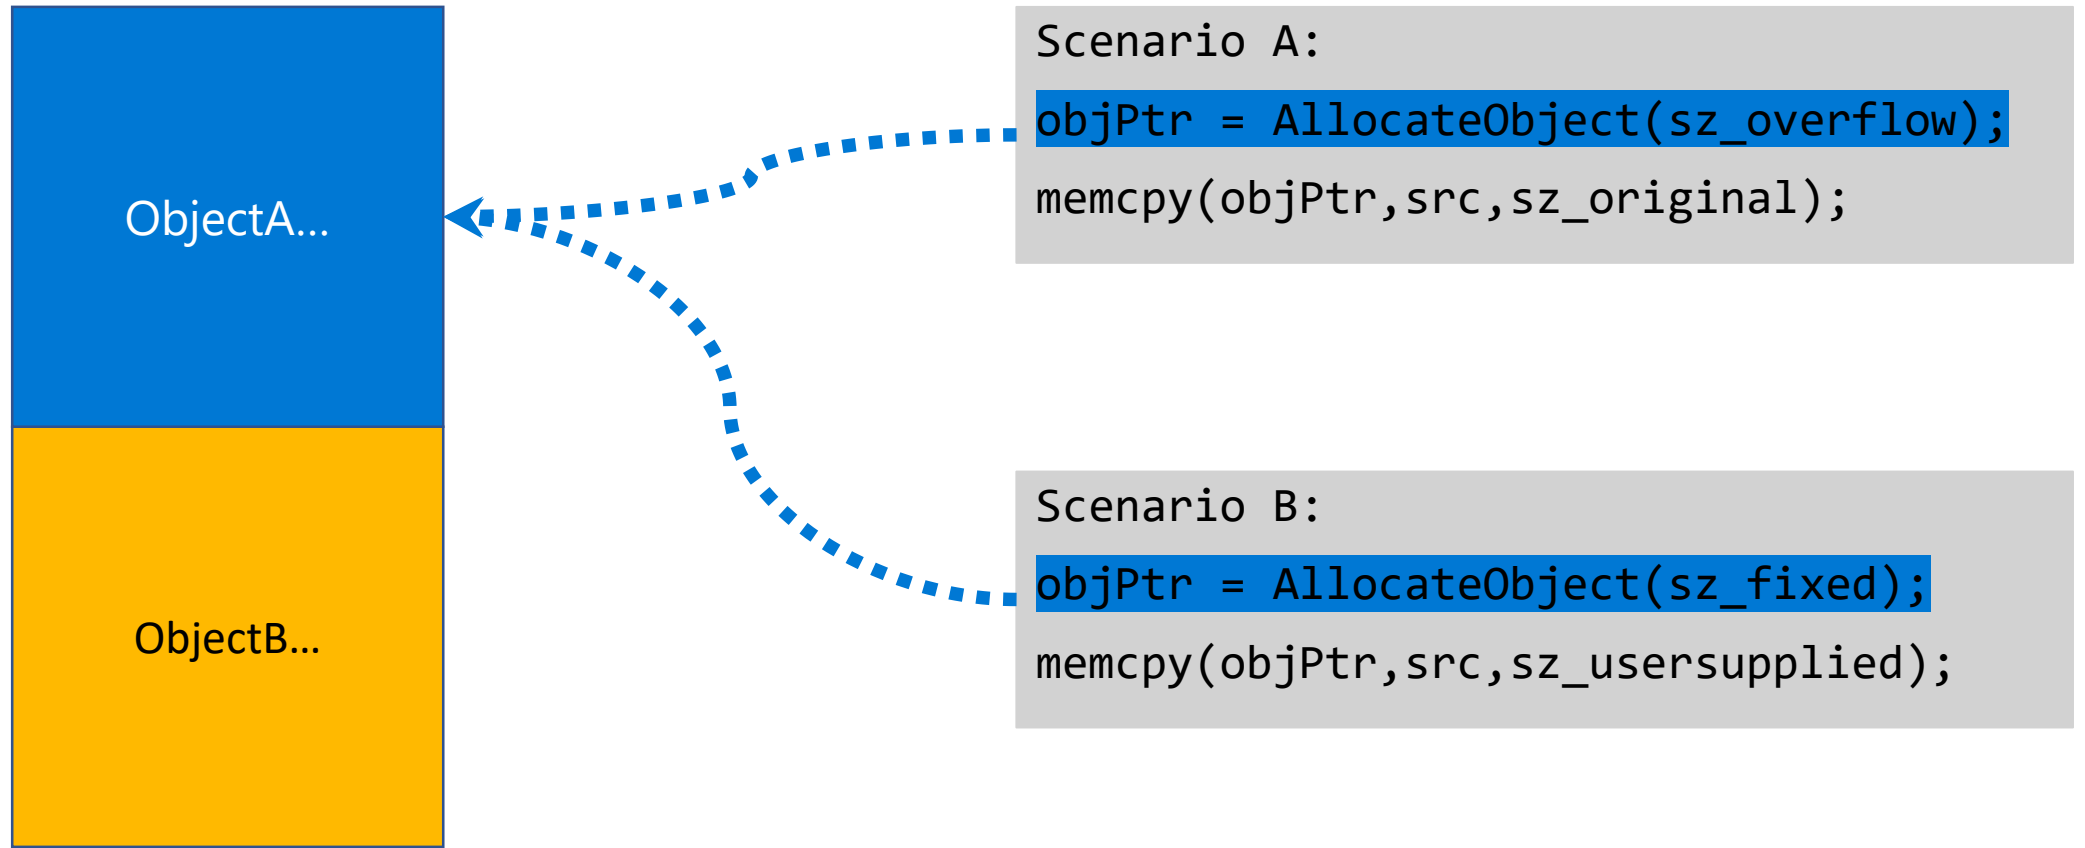 ObjectA...
ObjectB...
Scenario A:
objPtr = AllocateObject(sz_overflow);
memcpy(objPtr,src,sz_original);
Scenario B:
objPtr = AllocateObject(sz_fixed);
memcpy(objPtr,src,sz_usersupplied);